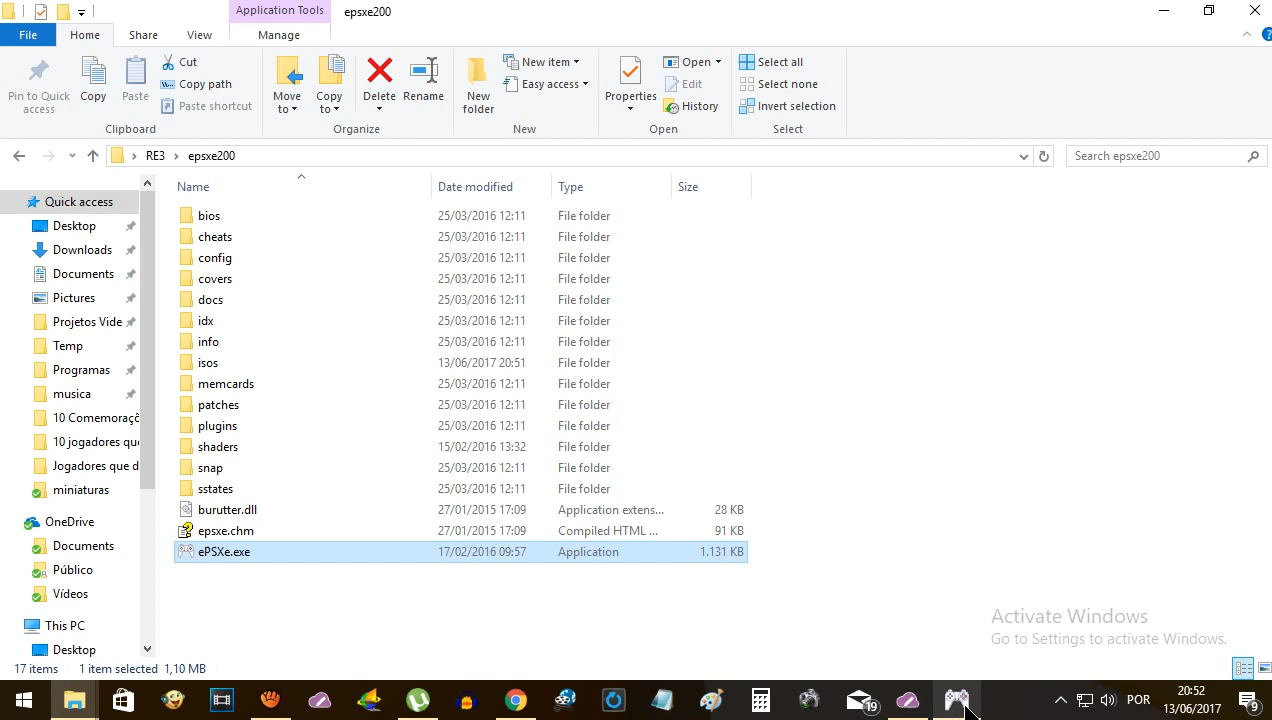 Application Tools
epsxe200
File
Home
Share
View
Manage
Pin to Quick access
Copy
Paste
Cut
Copy path
Paste shortcut
Clipboard
Move to
Copy to
Delete
Rename
Organize
New folder
New item
Easy access
New
Properties
Open
Edit
History
Open
Select all
Select none
Invert selection
Select
RE3 epsxe200
Search epsxe200
Quick access
Desktop
Downloads
Documents
Pictures
Projetos Vide
Temp
Programas
musica
10 Comemoraçõ
10 jogadores que
Jogadores que d
miniaturas
OneDrive
Documents
Público
Vídeos
This PC
Desktop
Name Date modified Type Size
bios 25/03/2016 12:11 File folder
cheats 25/03/2016 12:11 File folder
config 25/03/2016 12:11 File folder
covers 25/03/2016 12:11 File folder
docs 25/03/2016 12:11 File folder
idx 25/03/2016 12:11 File folder
info 25/03/2016 12:11 File folder
isos 13/06/2017 20:51 File folder
memcards 25/03/2016 12:11 File folder
patches 25/03/2016 12:11 File folder
plugins 25/03/2016 12:11 File folder
shaders 15/02/2016 13:32 File folder
snap 25/03/2016 12:11 File folder
sstates 25/03/2016 12:11 File folder
burutter.dll 27/01/2015 17:09 Application extens... 28 KB
epsxe.chm 27/01/2015 17:09 Compiled HTML ... 91 KB
ePSXe.exe 17/02/2016 09:57 Application 1.131 KB
Activate Windows
Go to Settings to activate Windows.
17 items 1 item selected 1,10 MB
19
POR
20:52
13/06/2017
9